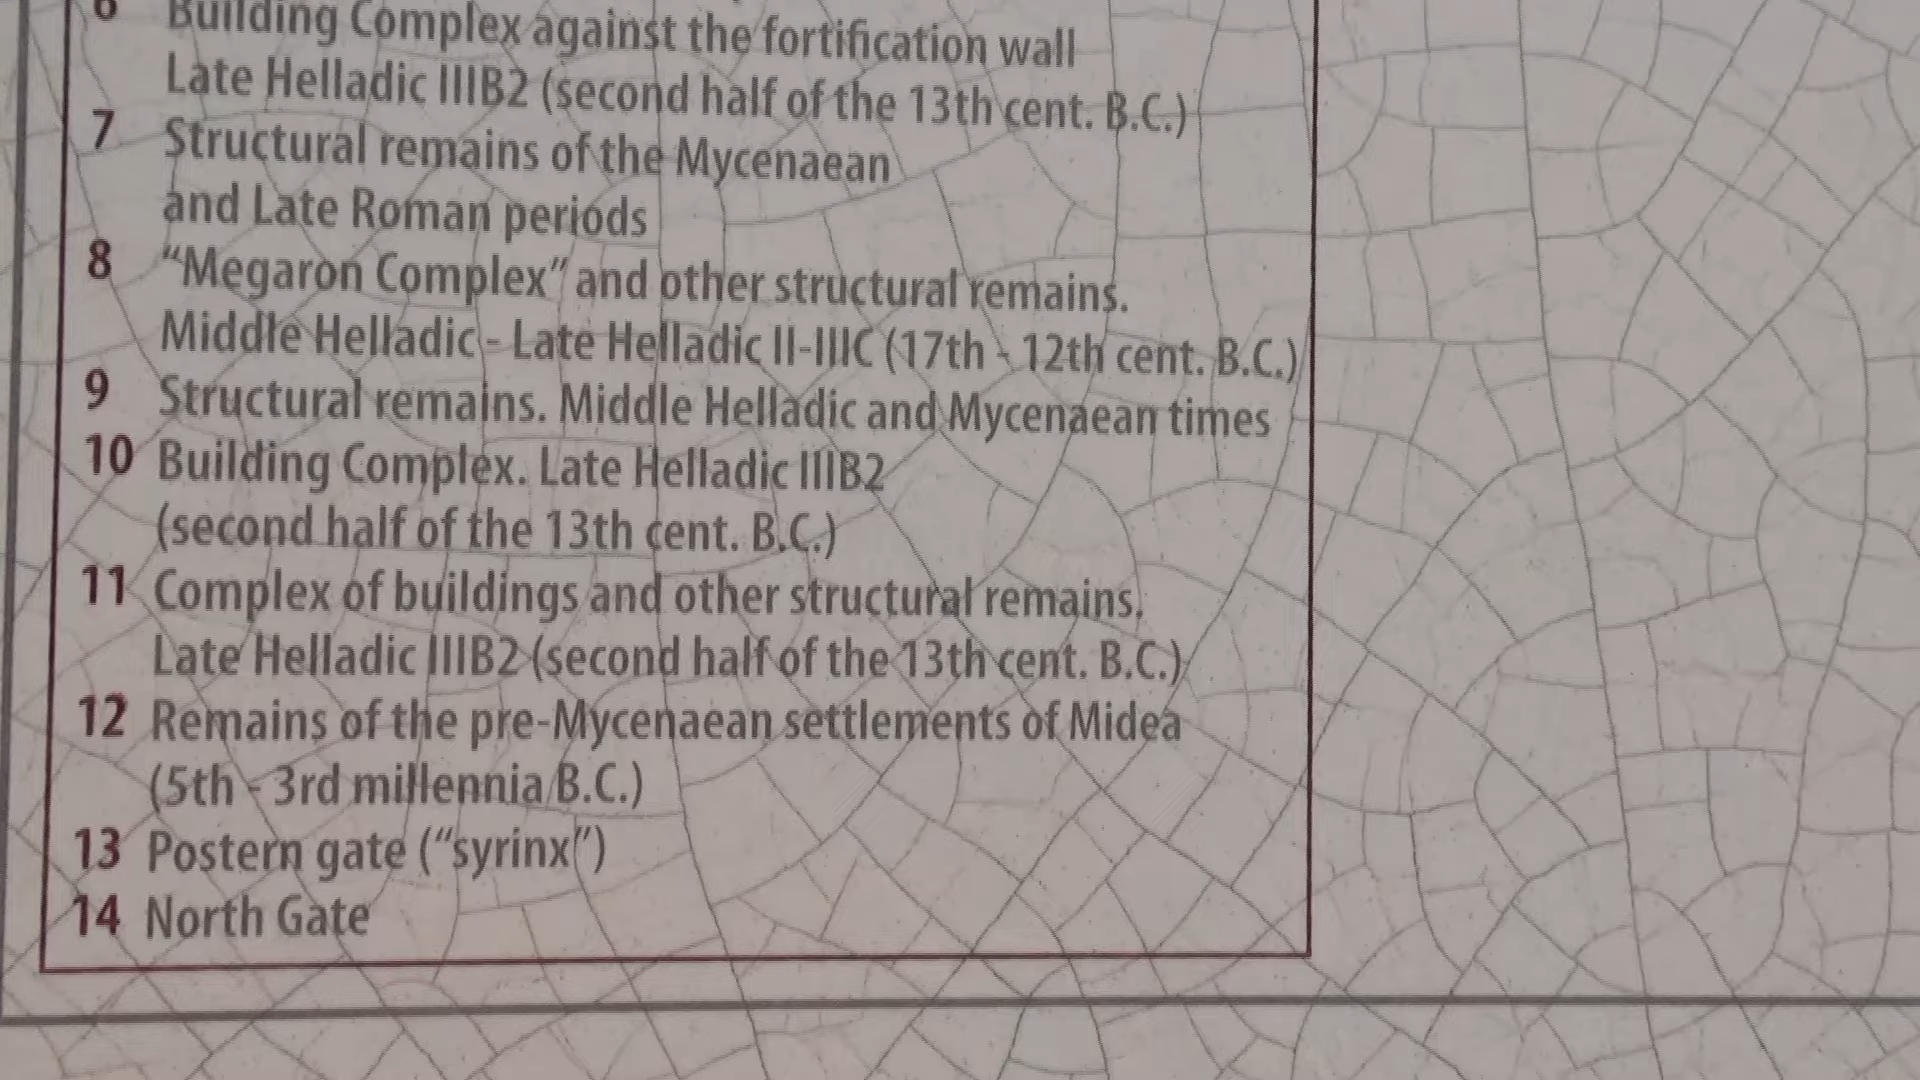 6 Building Complex against the fortification wall
Late Helladic IIIB2 (second half of the 13th cent. B.C.)
7 Structural remains of the Mycenaean
and Late Roman periods
8 “Megaron Complex” and other structural remains.
Middle Helladic - Late Helladic II-IIIC (17th - 12th cent. B.C.)
9 Structural remains. Middle Helladic and Mycenaean times
10 Building Complex. Late Helladic IIIB2
(second half of the 13th cent. B.C.)
11 Complex of buildings and other structural remains.
Late Helladic IIIB2 (second half of the 13th cent. B.C.)
12 Remains of the pre-Mycenaean settlements of Midea
(5th - 3rd millennia B.C.)
13 Postern gate (“syrinx”)
14 North Gate